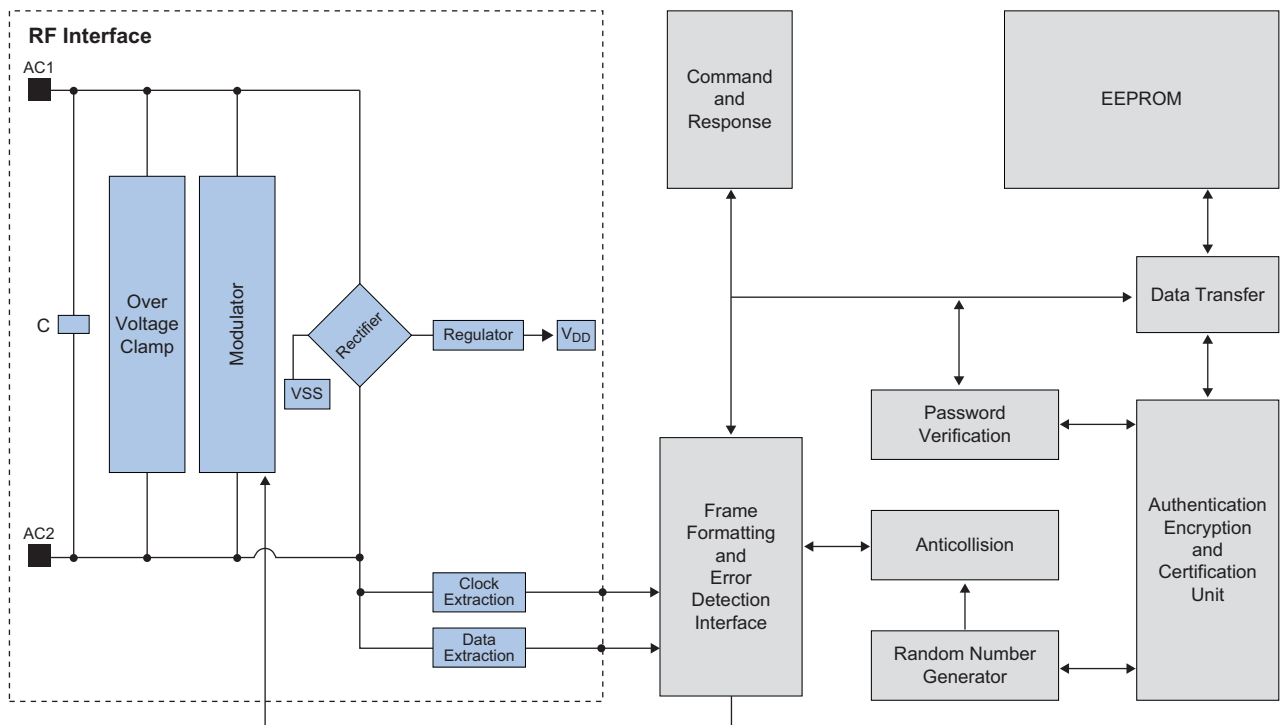 RF Interface
AC1
C
Over
Voltage
Clamp
Modulator
Rectifier
VSS
Regulator
VDD
AC2
Clock
Extraction
Data
Extraction
Command
and
Response
EEPROM
Data Transfer
Password
Verification
Frame
Formatting
and
Error
Detection
Interface
Anticollision
Random Number
Generator
Authentication
Encryption
and
Certification
Unit